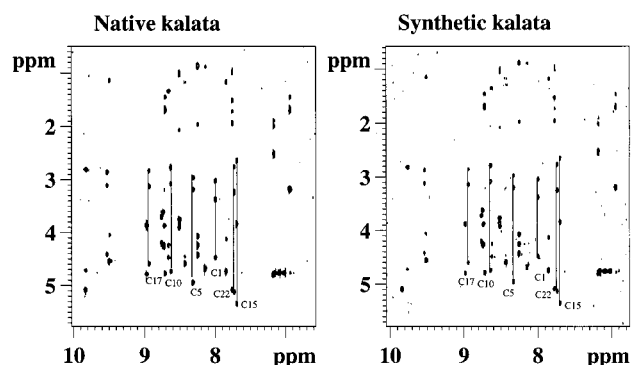 Native kalata
Synthetic kalata
ppm
2
3
4
5
C17 C10 C5 C1 C22 C15
10 9 8 ppm
ppm
2
3
4
5
C17 C10 C5 C1 C22 C15
10 9 8 ppm